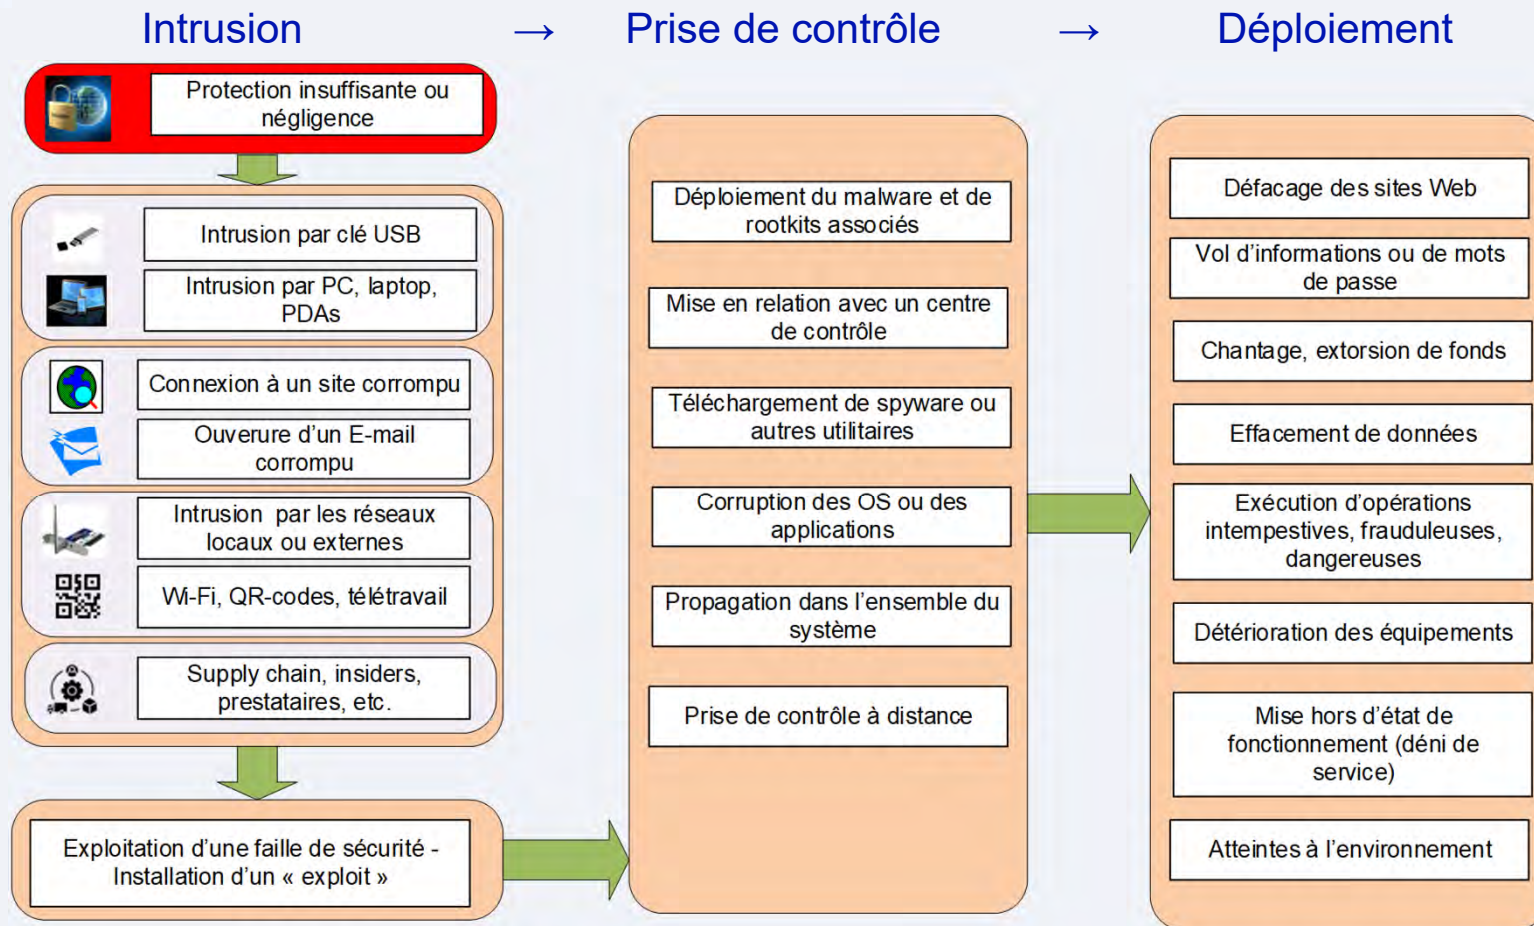 Intrusion → Prise de contrôle → Déploiement
Protection insuffisante ou
négligence
Intrusion par clé USB
Intrusion par PC, laptop,
PDAs
Connexion à un site corrompu
Ouverure d'un E-mail
corrompu
Intrusion par les réseaux
locaux ou externes
Wi-Fi, QR-codes, télétravail
Supply chain, insiders,
prestataires, etc.
Exploitation d'une faille de sécurité -
Installation d'un « exploit »
Déploiement du malware et de
rootkits associés
Mise en relation avec un centre
de contrôle
Téléchargement de spyware ou
autres utilitaires
Corruption des OS ou des
applications
Propagation dans l'ensemble du
système
Prise de contrôle à distance
Défacage des sites Web
Vol d'informations ou de mots
de passe
Chantage, extorsion de fonds
Effacement de données
Exécution d'opérations
intempestives, frauduleuses,
dangereuses
Détérioration des équipements
Mise hors d'état de
fonctionnement (déni de
service)
Atteintes à l'environnement